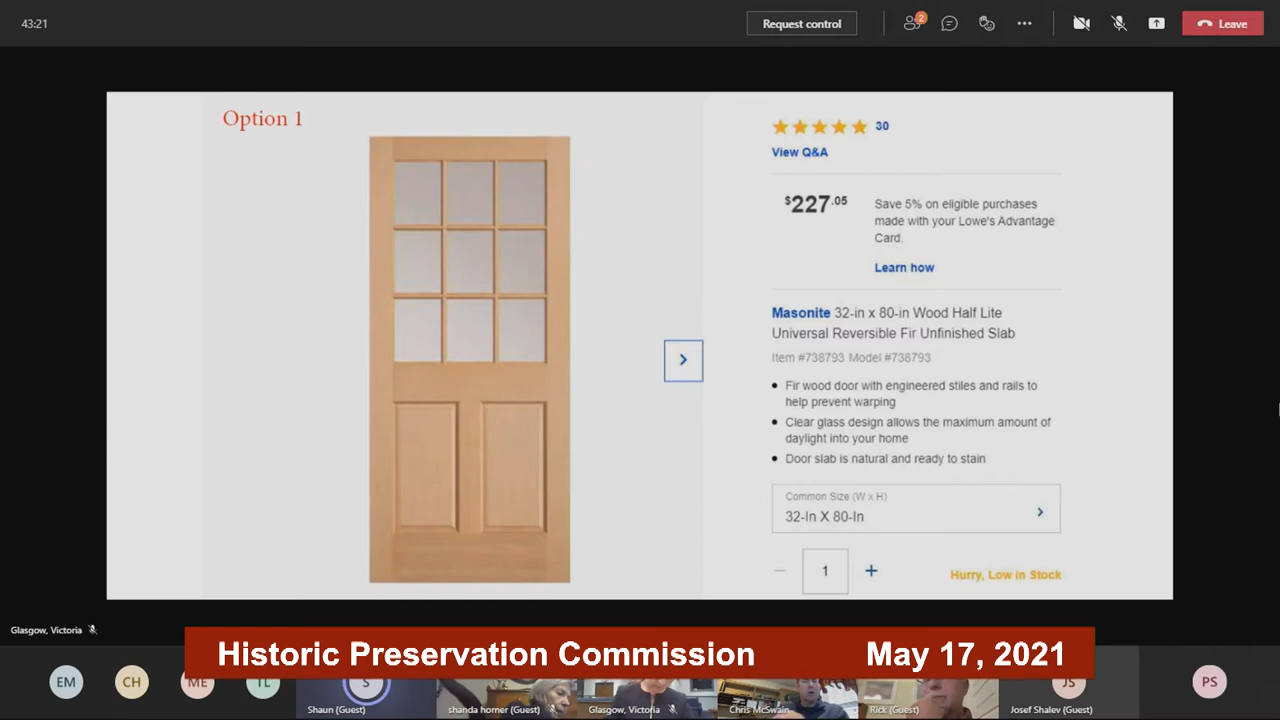 43:21
Request control
2
Leave
Option 1
30
View Q&A
$227.05
Save 5% on eligible purchases
made with your Lowe's Advantage
Card.
Learn how
Masonite 32-in x 80-in Wood Half Lite
Universal Reversible Fir Unfinished Slab
Item #738793 Model #738793
Fir wood door with engineered stiles and rails to
help prevent warping
Clear glass design allows the maximum amount of
daylight into your home
Door slab is natural and ready to stain
Common Size (W x H)
32-In X 80-In
1
Hurry, Low in Stock
Glasgow, Victoria
Historic Preservation Commission May 17, 2021
EM
CH
ME
TL
S
JS
PS
Shaun (Guest)
shanda horner (Guest)
Glasgow, Victoria
Chris McSwain
Rick (Guest)
Josef Shalev (Guest)